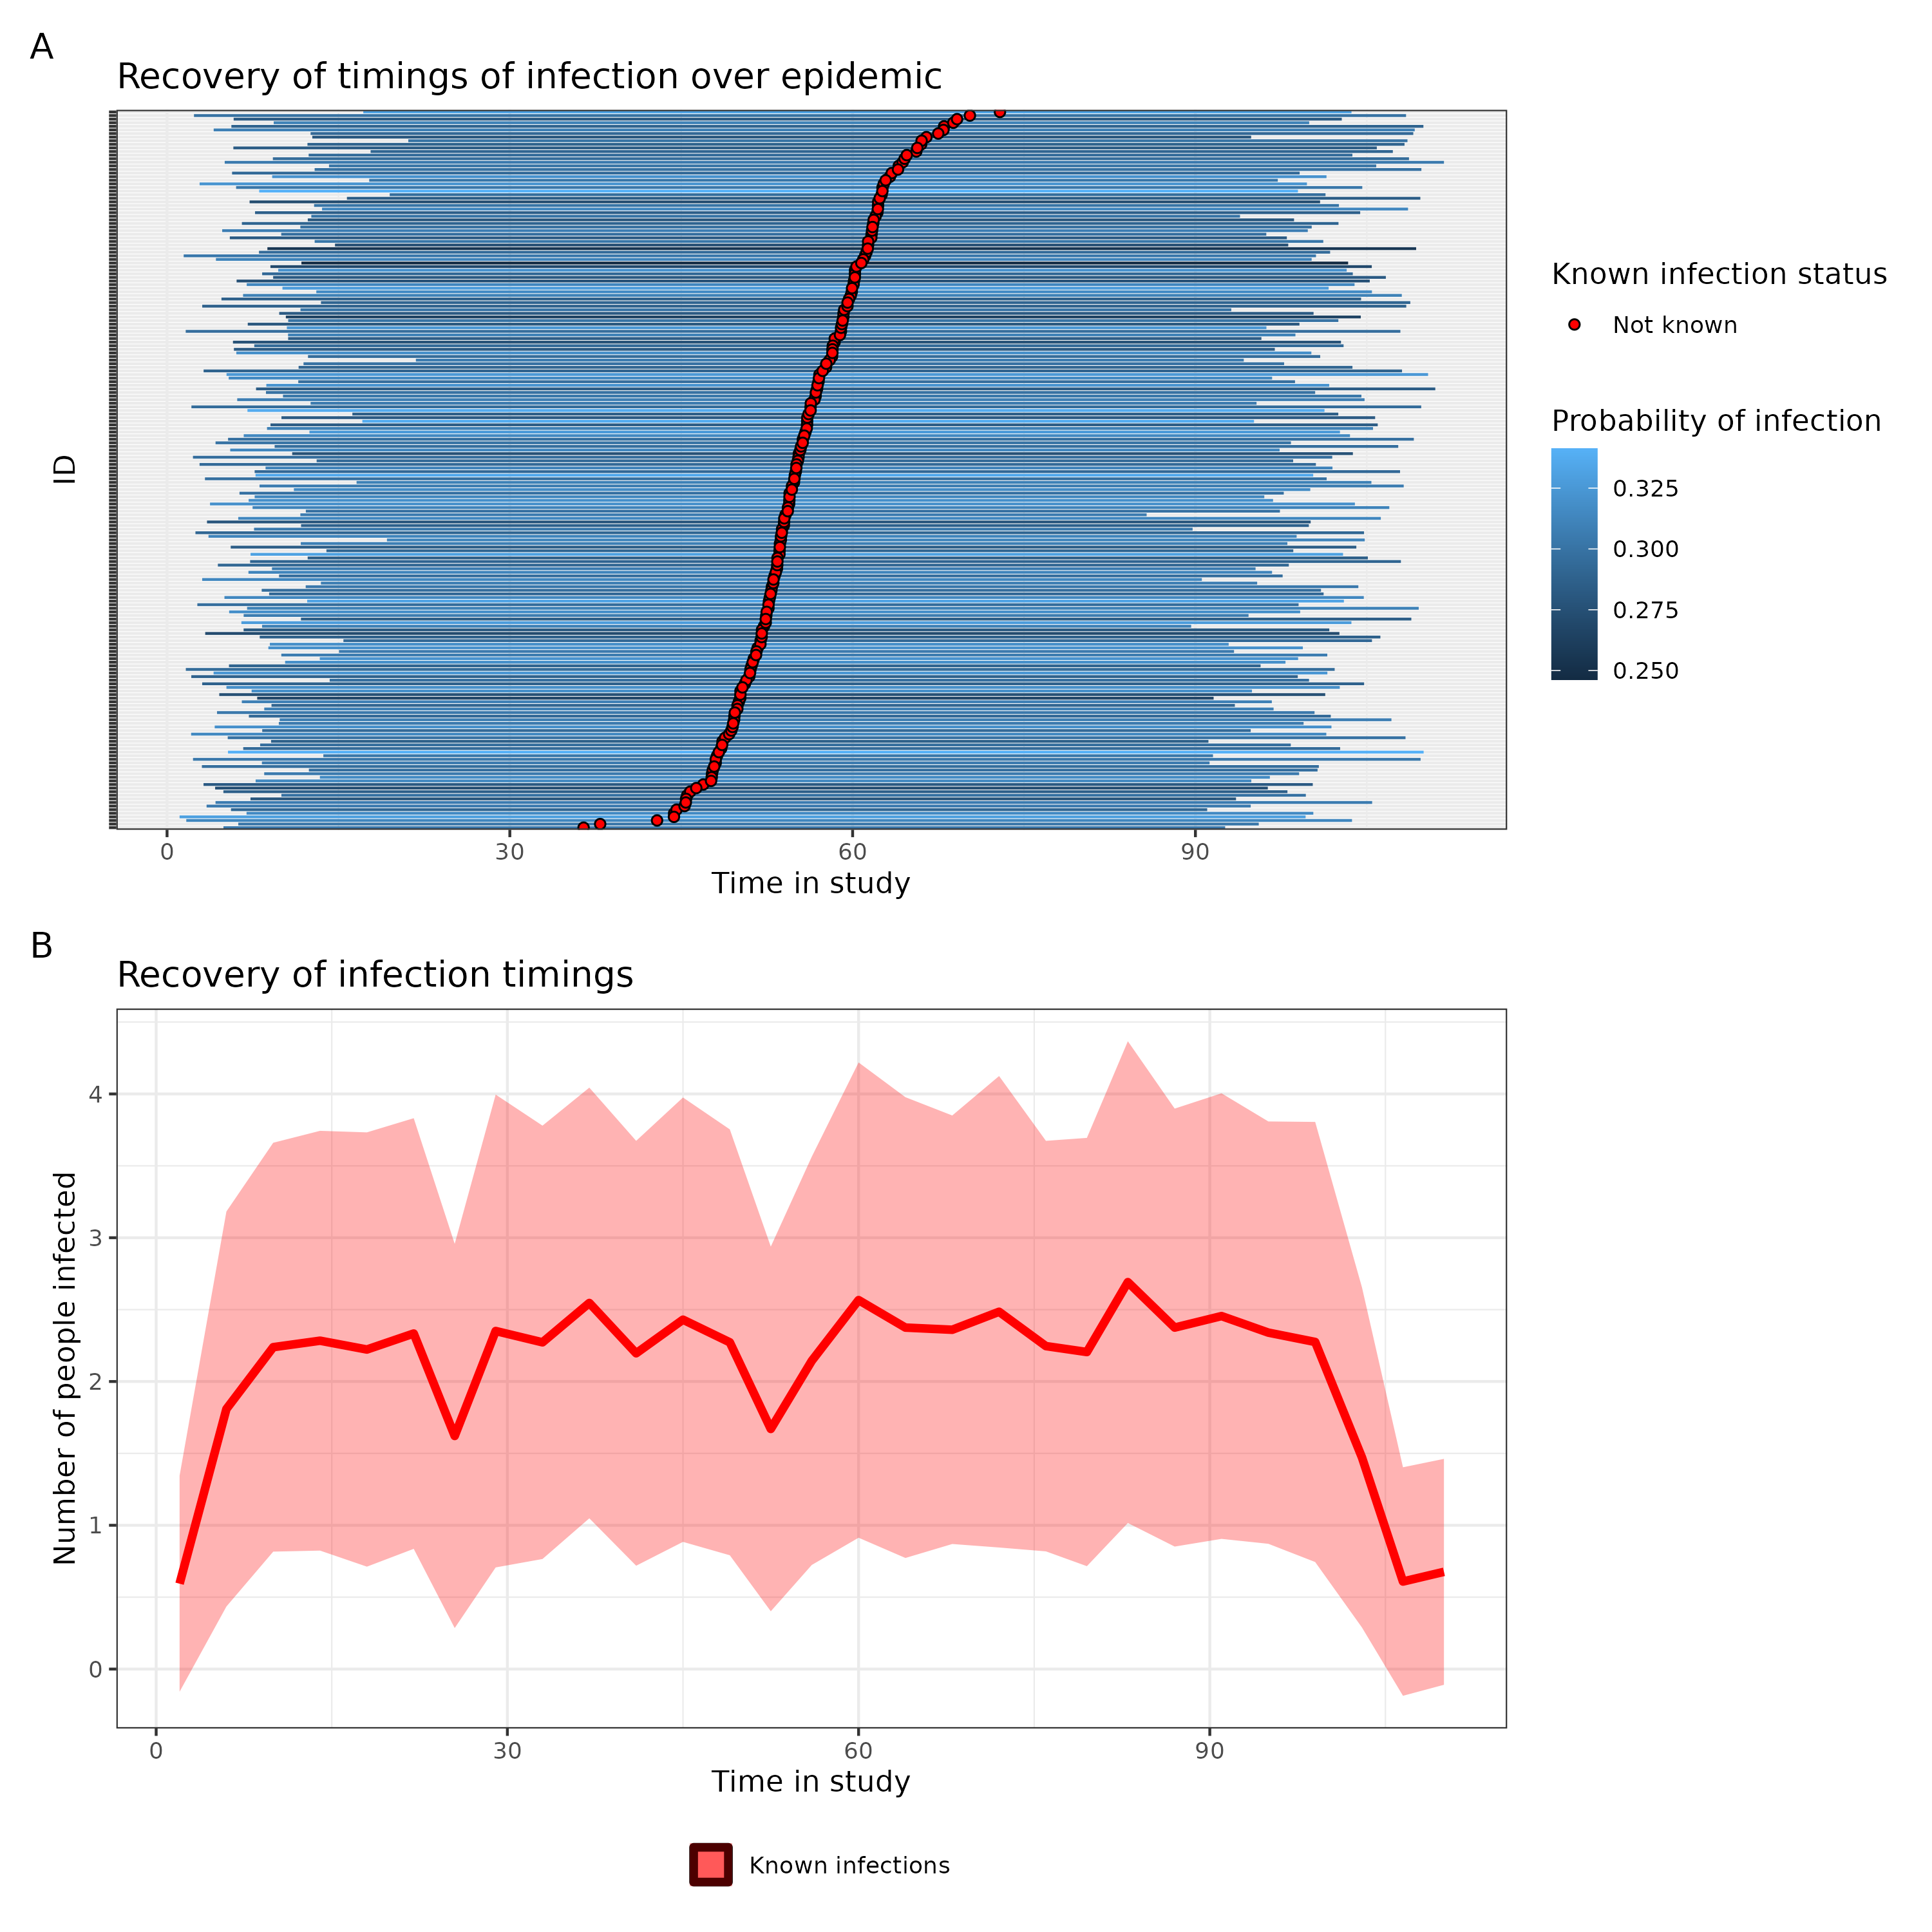 A
Recovery of timings of infection over epidemic
ID
0 30 60 90
Time in study
Known infection status
Not known
Probability of infection
0.325
0.300
0.275
0.250
B
Recovery of infection timings
Number of people infected
4
3
2
1
0
0 30 60 90
Time in study
Known infections